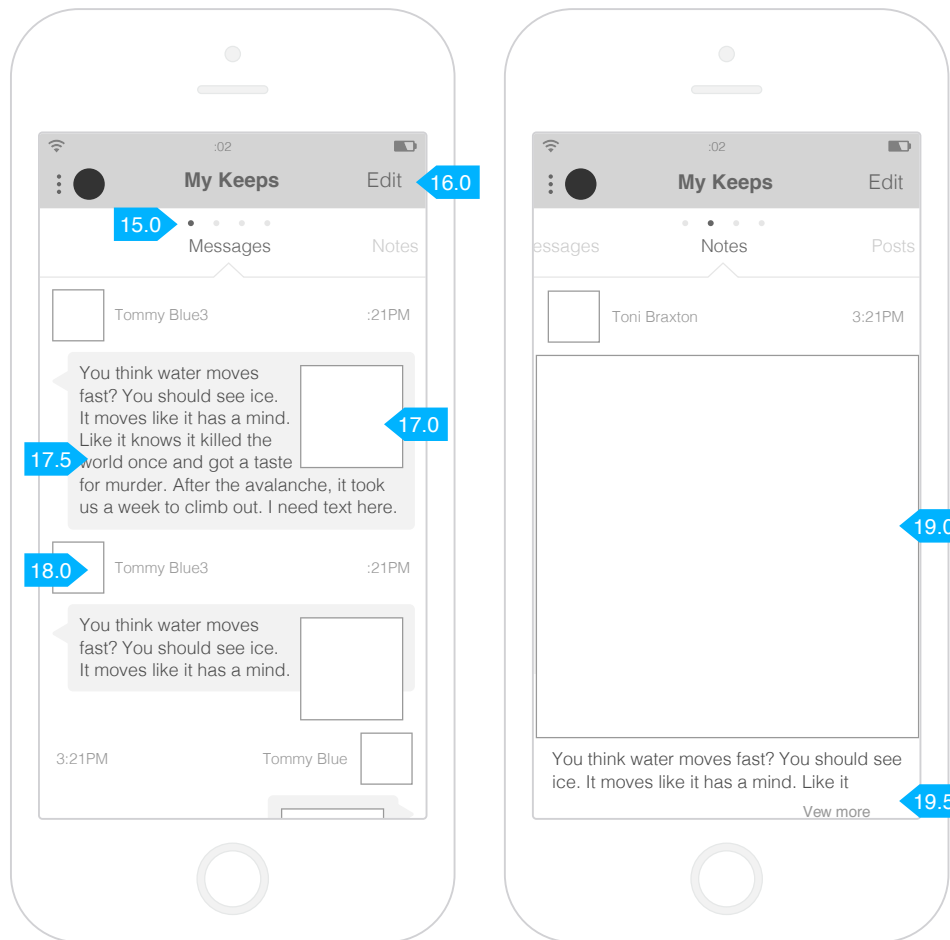 :02
My Keeps
Edit
16.0
15.0
Messages
Notes
Tommy Blue3
:21PM
You think water moves
fast? You should see ice.
It moves like it has a mind.
Like it knows it killed the
world once and got a taste
for murder. After the avalanche, it took
us a week to climb out. I need text here.
17.0
17.5
18.0
Tommy Blue3
:21PM
You think water moves
fast? You should see ice.
It moves like it has a mind.
3:21PM
Tommy Blue
:02
My Keeps
Edit
essages
Notes
Posts
Toni Braxton
3:21PM
19.0
You think water moves fast? You should see
ice. It moves like it has a mind. Like it
Vew more
19.5